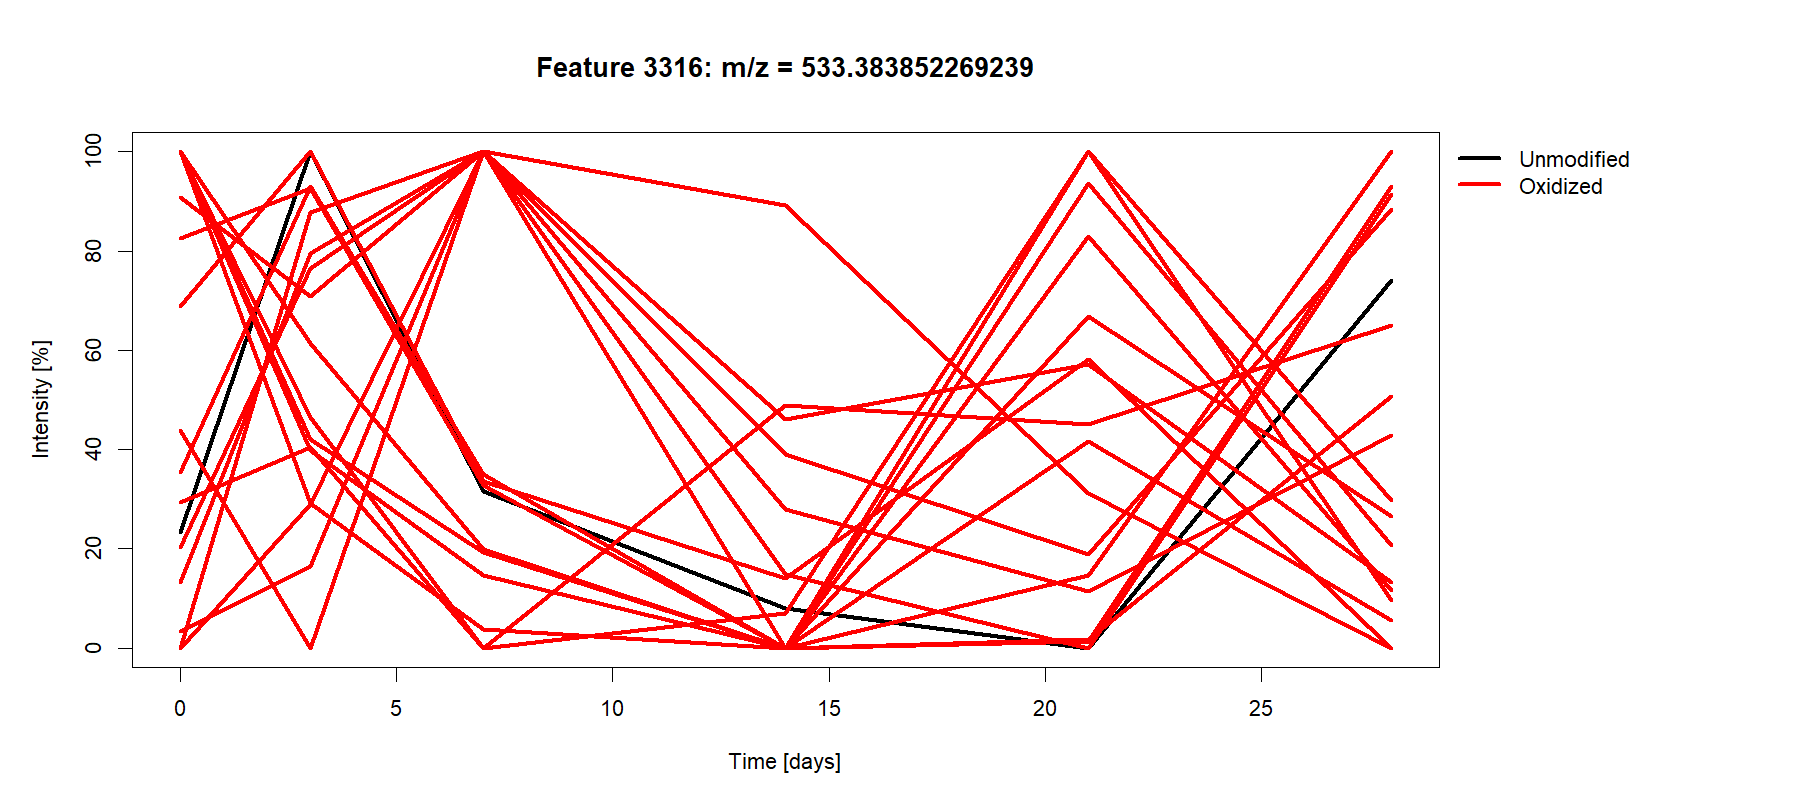 Feature 3316: m/z = 533.383852269239
Unmodified
Oxidized
Intensity [%]
100
80
60
40
20
0
0 5 10 15 20 25
Time [days]